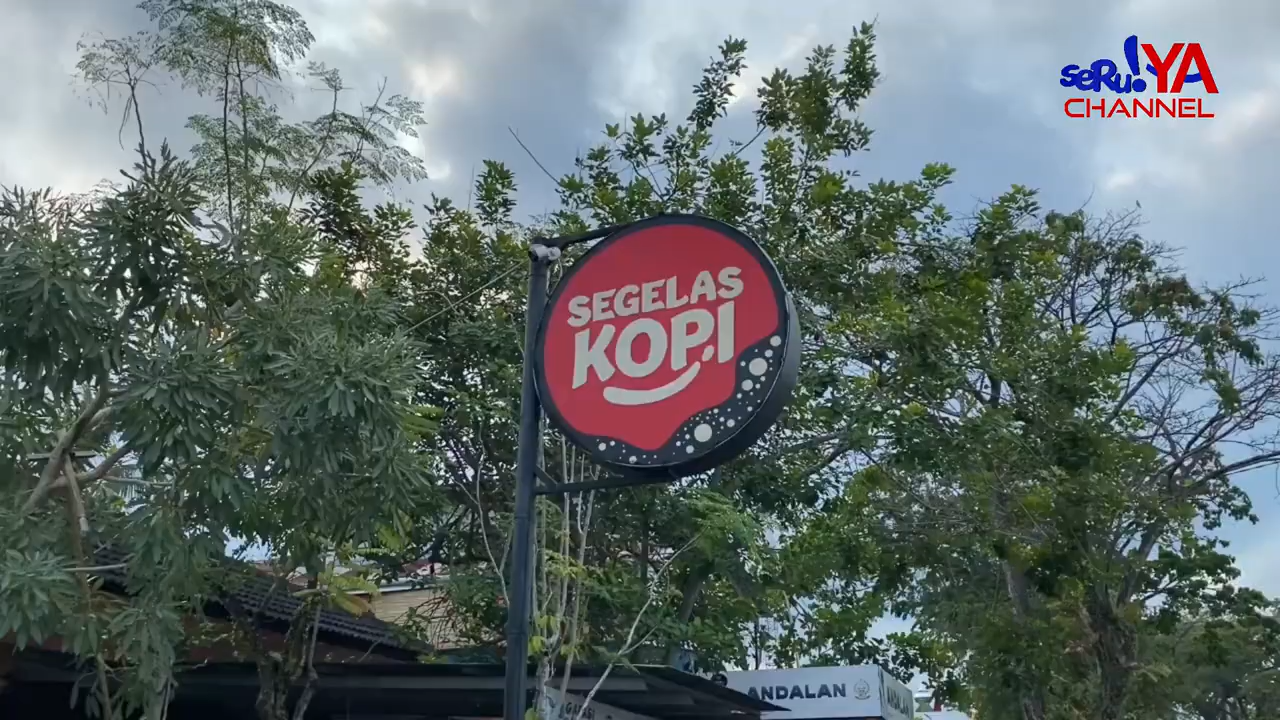 seRu!YA
CHANNEL
SEGELAS
KOPI
ANDALAN